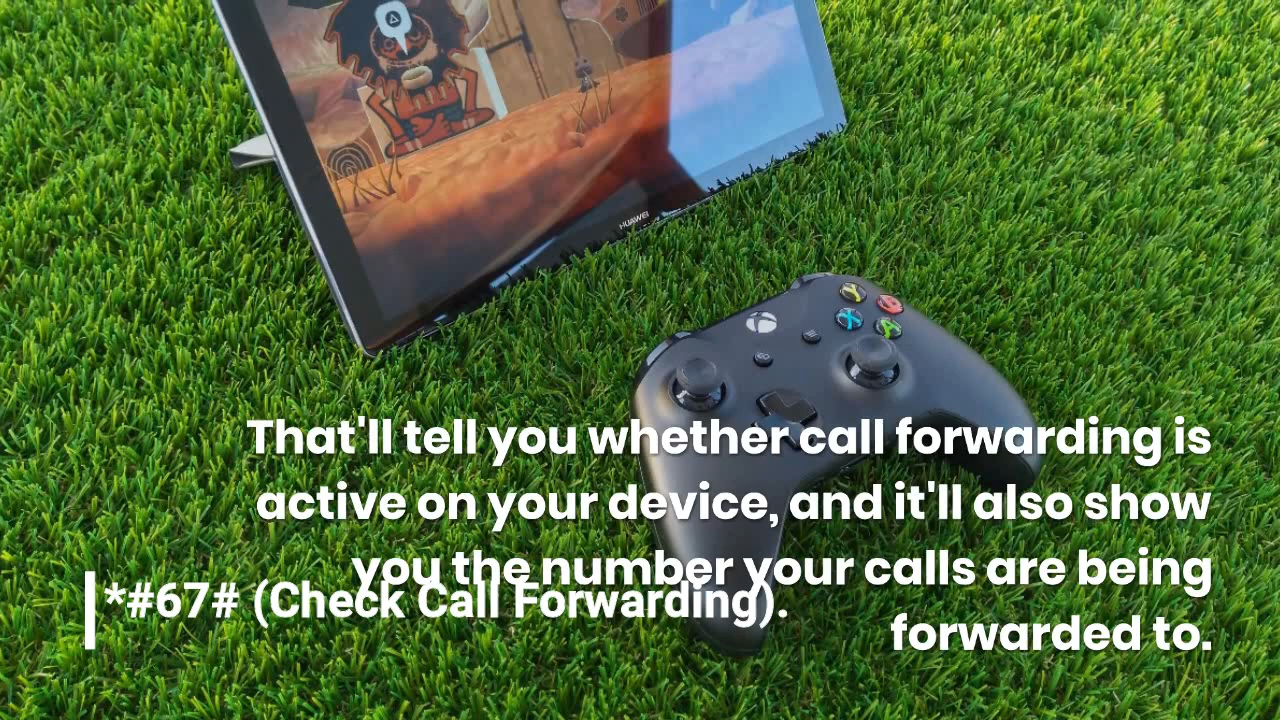 HUAWEI
Y
B
X
A
That'll tell you whether call forwarding is
active on your device, and it'll also show
you the number your calls are being
forwarded to.
*#67# (Check Call Forwarding).